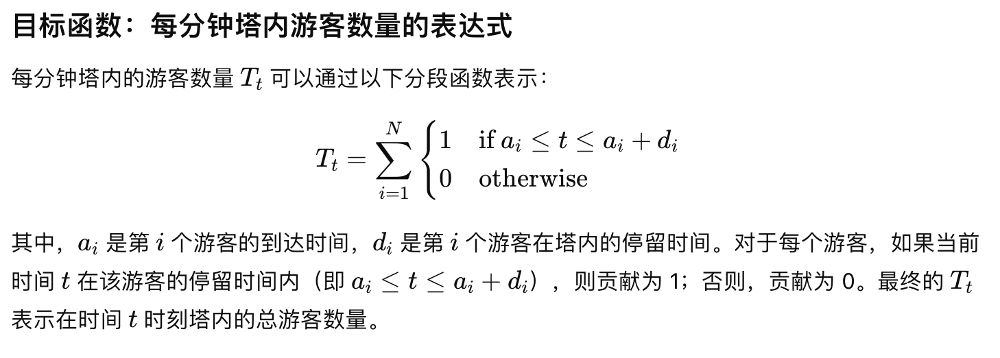 目标函数：每分钟塔内游客数量的表达式
每分钟塔内的游客数量 T_t 可以通过以下分段函数表示：
T_t = \sum_{i=1}^{N} \begin{cases} 1 & \text{if } a_i \leq t \leq a_i + d_i \\ 0 & \text{otherwise} \end{cases}
其中，a_i 是第 i 个游客的到达时间，d_i 是第 i 个游客在塔内的停留时间。对于每个游客，如果当前
时间 t 在该游客的停留时间内（即 a_i ≤ t ≤ a_i + d_i），则贡献为 1；否则，贡献为 0。最终的 T_t
表示在时间 t 时刻塔内的总游客数量。